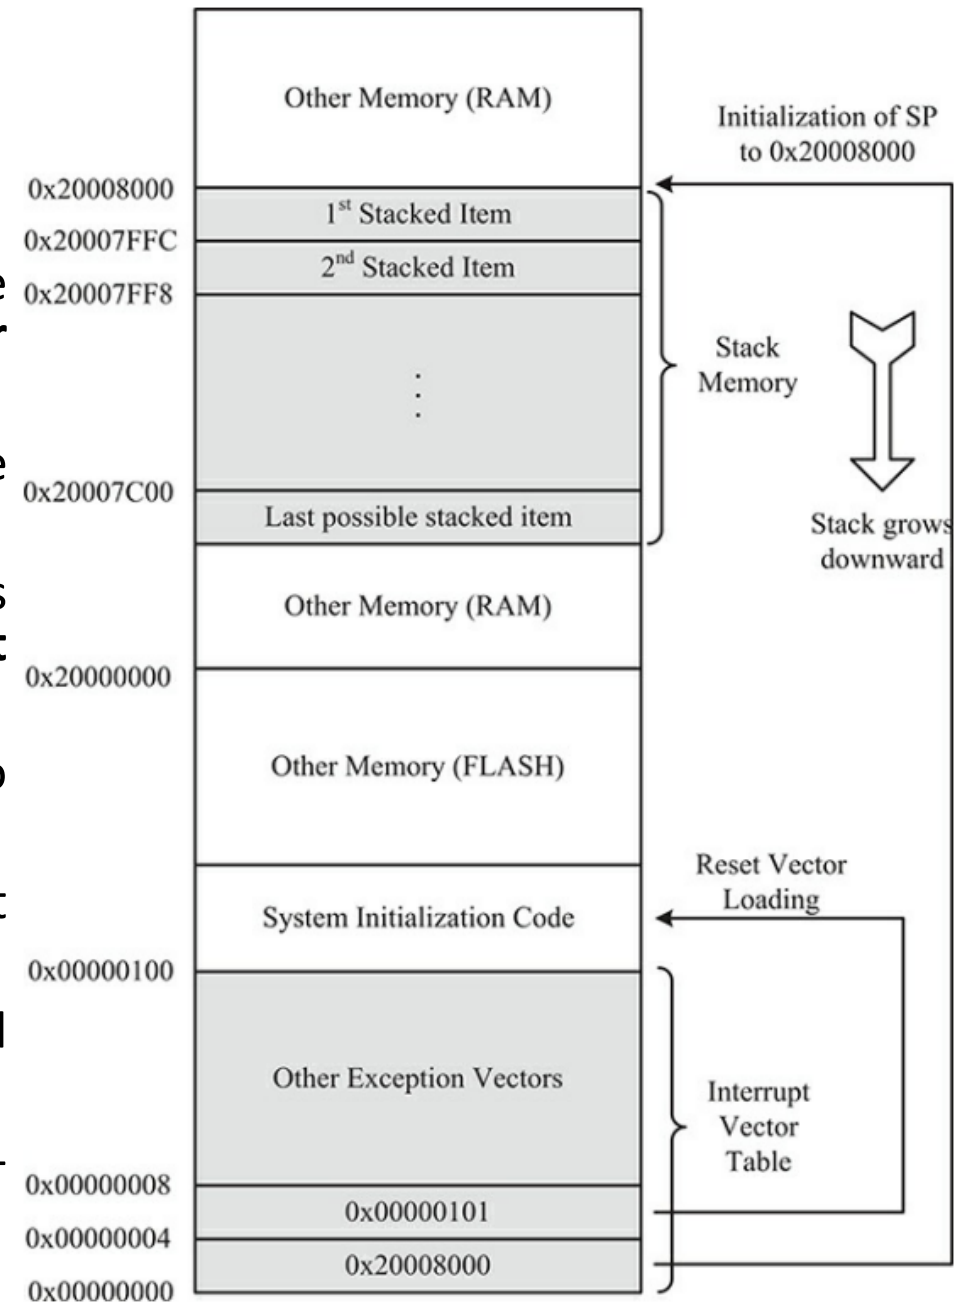 Other Memory (RAM)
Initialization of SP
to 0x20008000
0x20008000
1st Stacked Item
0x20007FFC
2nd Stacked Item
0x20007FF8
Stack
Memory
0x20007C00
Last possible stacked item
Stack grows
downward
Other Memory (RAM)
0x20000000
Other Memory (FLASH)
Reset Vector
Loading
System Initialization Code
0x00000100
Other Exception Vectors
Interrupt
Vector
Table
0x00000008
0x00000101
0x00000004
0x20008000
0x00000000